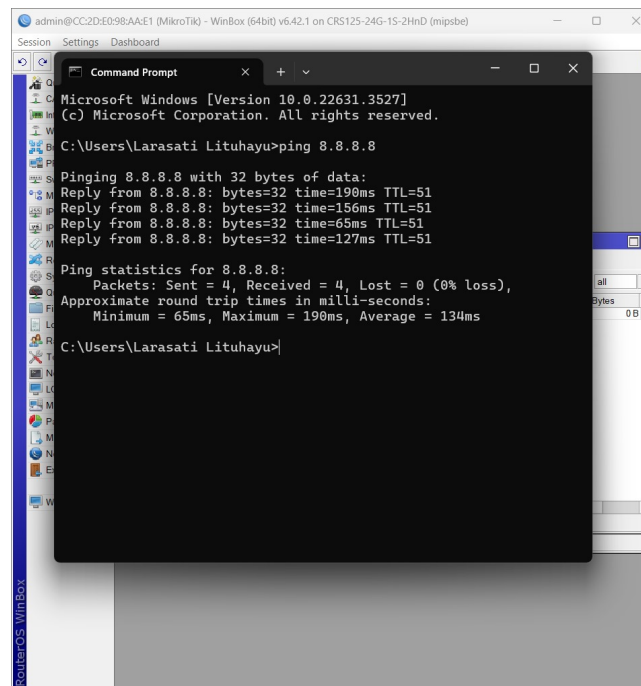 admin@CC:2D:E0:98:AA:E1 (MikroTik) - WinBox (64bit) v6.42.1 on CRS125-24G-1S-2HnD (mipsbe)
Session Settings Dashboard
Command Prompt
Microsoft Windows [Version 10.0.22631.3527]
(c) Microsoft Corporation. All rights reserved.
C:\Users\Larasati Lituhayu>ping 8.8.8.8
Pinging 8.8.8.8 with 32 bytes of data:
Reply from 8.8.8.8: bytes=32 time=190ms TTL=51
Reply from 8.8.8.8: bytes=32 time=156ms TTL=51
Reply from 8.8.8.8: bytes=32 time=65ms TTL=51
Reply from 8.8.8.8: bytes=32 time=127ms TTL=51
Ping statistics for 8.8.8.8:
Packets: Sent = 4, Received = 4, Lost = 0 (0% loss),
Approximate round trip times in milli-seconds:
Minimum = 65ms, Maximum = 190ms, Average = 134ms
C:\Users\Larasati Lituhayu>
all
Bytes
0 B
RouterOS WinBox